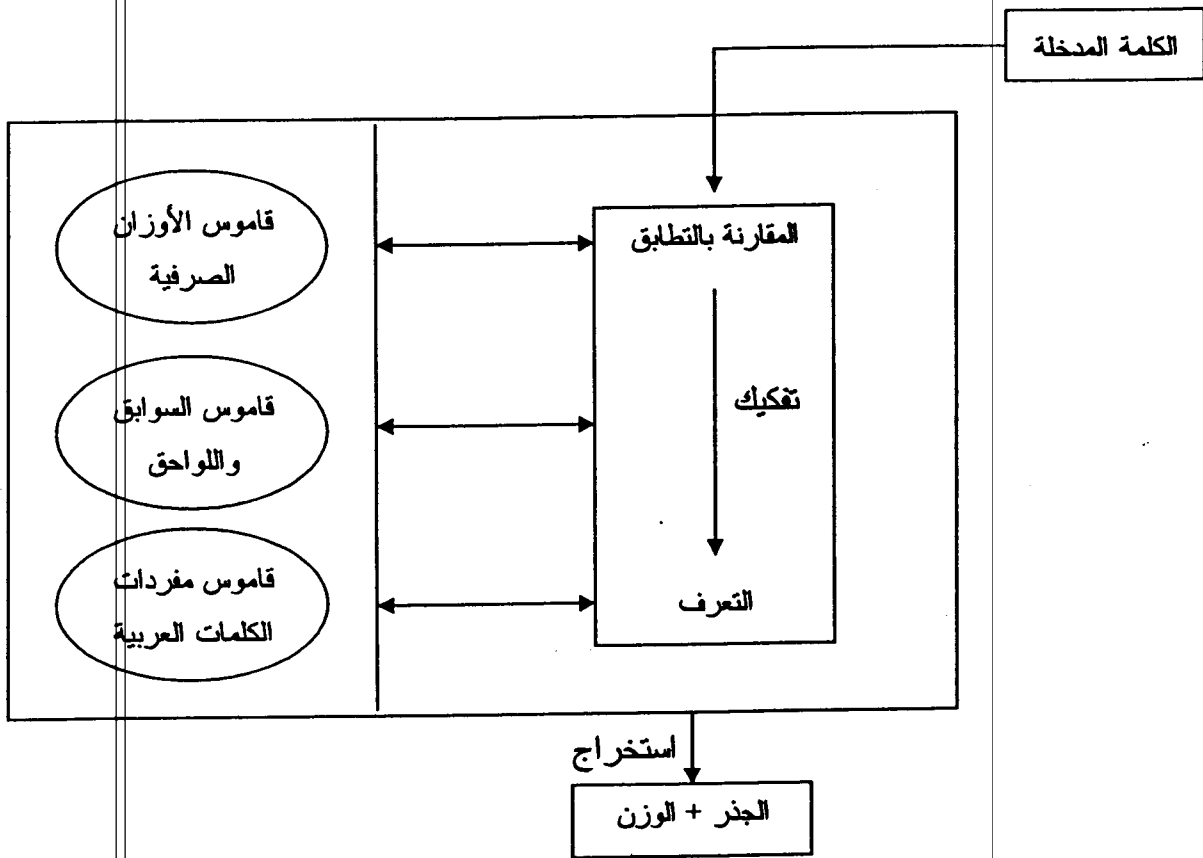 الكلمة المدخلة
المقارنة بالتطابق
تفكيك
التعرف
قاموس الأوزان
الصرفية
قاموس السوابق
واللواحق
قاموس مفردات
الكلمات العربية
استخراج
الجذر + الوزن